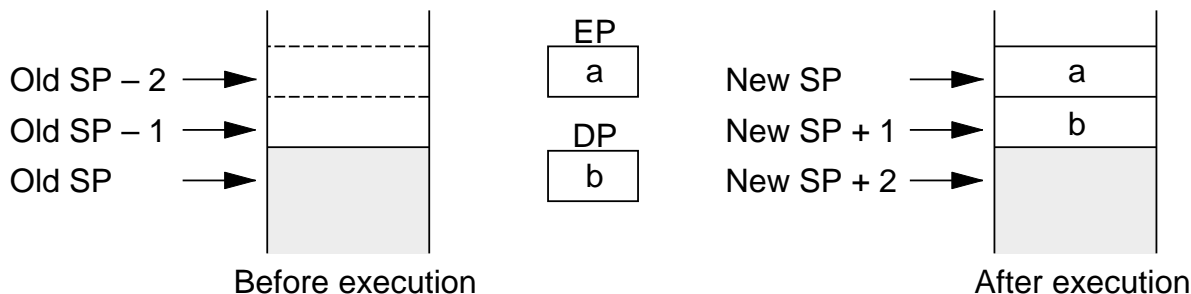 EP
Old SP – 2 a New SP a
DP
Old SP – 1 New SP + 1 b
Old SP b New SP + 2
Before execution After execution